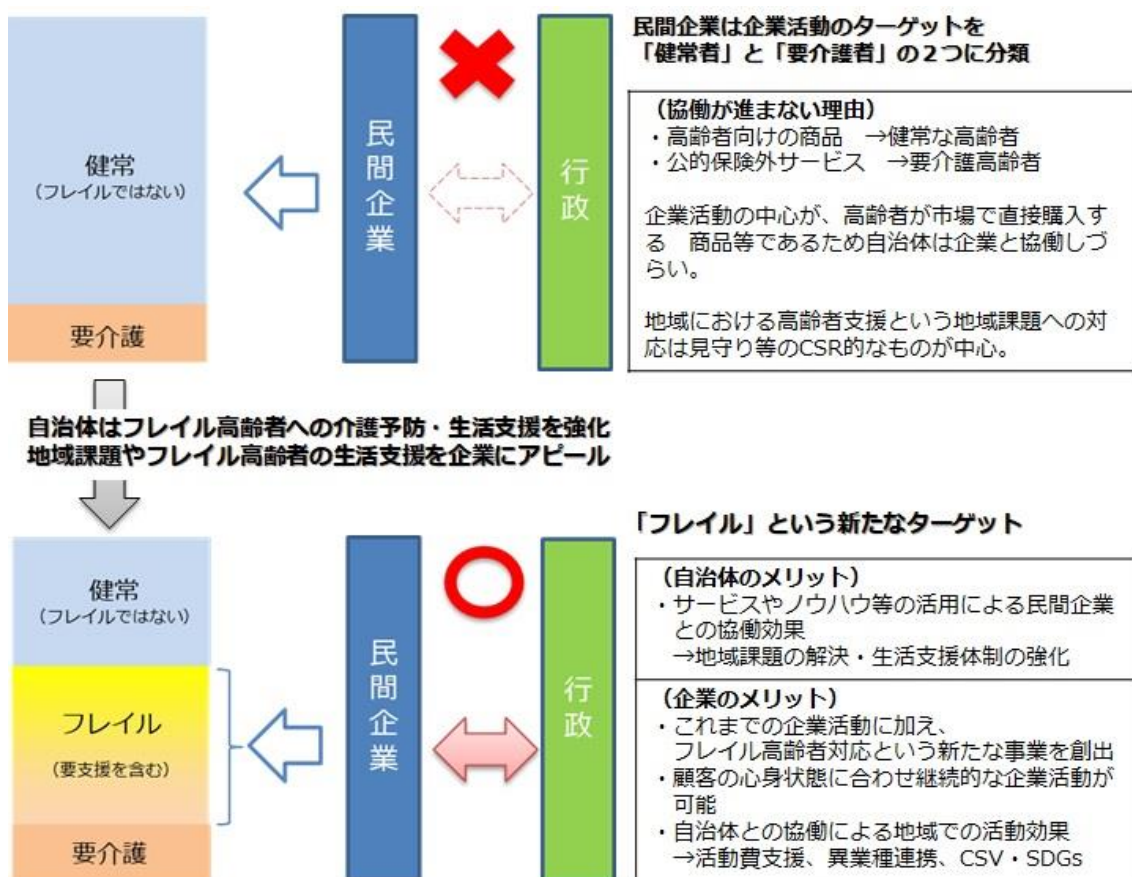 民間企業は企業活動のターゲットを
「健常者」と「要介護者」の2つに分類
健常
（フレイルではない）
要介護
民間企業
行政
（協働が進まない理由）
・高齢者向けの商品　→健常な高齢者
・公的保険外サービス　→要介護高齢者
企業活動の中心が、高齢者が市場で直接購入す
る　商品等であるため自治体は企業と協働しづ
らい。
地域における高齢者支援という地域課題への対
応は見守り等のCSR的なものが中心。
自治体はフレイル高齢者への介護予防・生活支援を強化
地域課題やフレイル高齢者の生活支援を企業にアピール
「フレイル」という新たなターゲット
健常
（フレイルではない）
フレイル
（要支援を含む）
要介護
民間企業
行政
（自治体のメリット）
・サービスやノウハウ等の活用による民間企業
との協働効果
→地域課題の解決・生活支援体制の強化
（企業のメリット）
・これまでの企業活動に加え、
フレイル高齢者対応という新たな事業を創出
・顧客の心身状態に合わせ継続的な企業活動が
可能
・自治体との協働による地域での活動効果
→活動費支援、異業種連携、CSV・SDGs